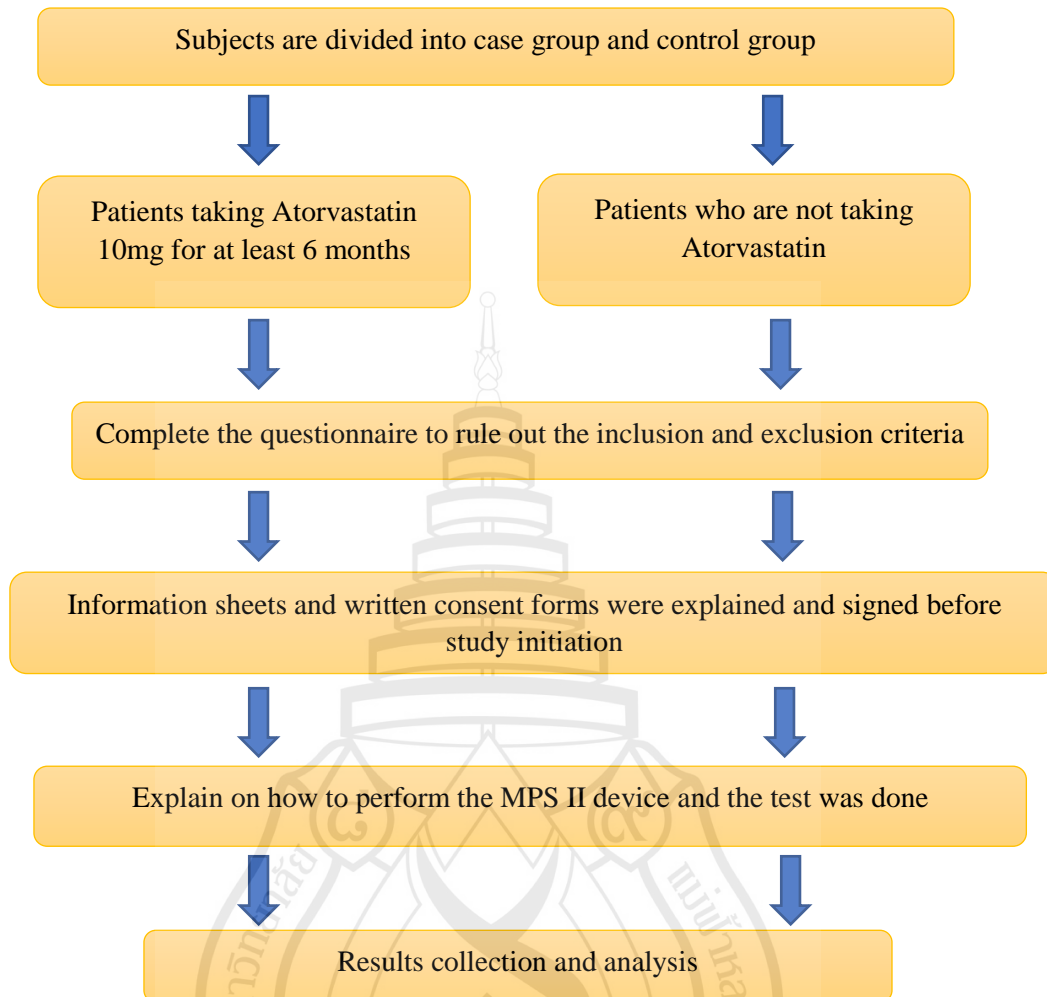 Subjects are divided into case group and control group
Patients taking Atorvastatin
10mg for at least 6 months
Patients who are not taking
Atorvastatin
Complete the questionnaire to rule out the inclusion and exclusion criteria
Information sheets and written consent forms were explained and signed before
study initiation
Explain on how to perform the MPS II device and the test was done
Results collection and analysis